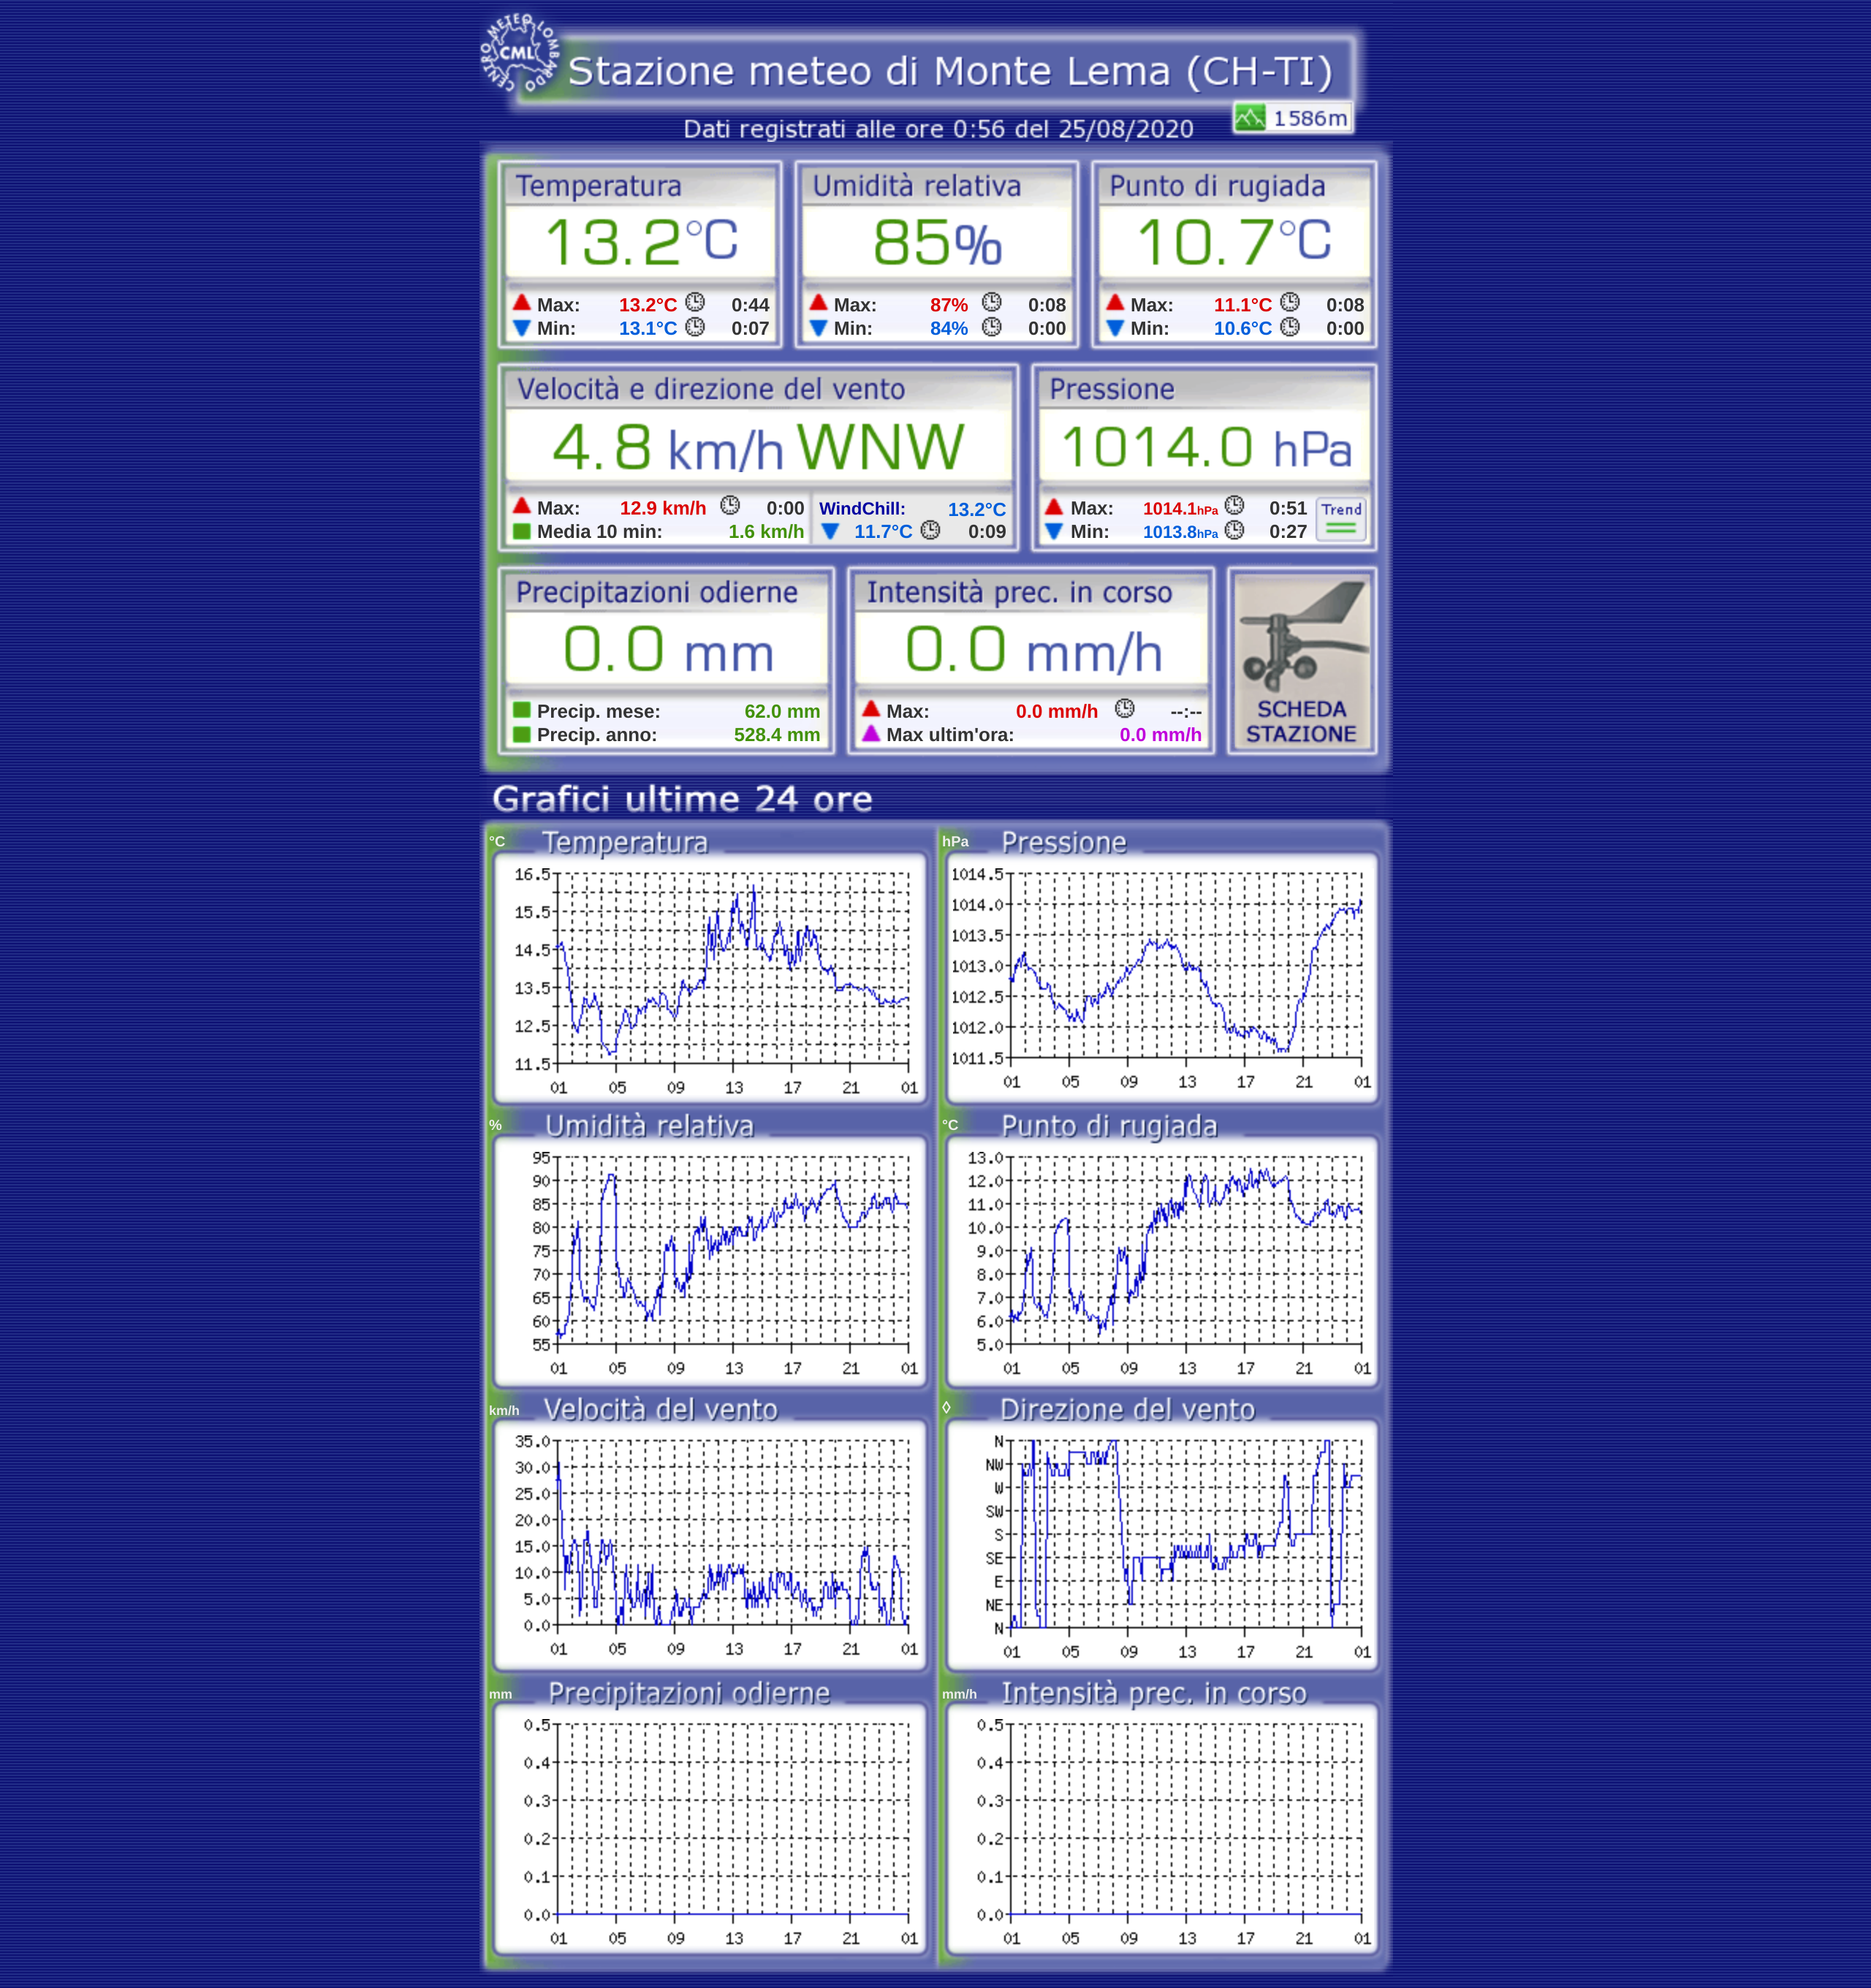 CENTRO METEO LOMBARDO
CML
Stazione meteo di Monte Lema (CH-TI)
1586m
Dati registrati alle ore 0:56 del 25/08/2020
Temperatura
13.2°C
Max: 13.2°C 0:44
Min: 13.1°C 0:07
Umidità relativa
85%
Max: 87% 0:08
Min: 84% 0:00
Punto di rugiada
10.7°C
Max: 11.1°C 0:08
Min: 10.6°C 0:00
Velocità e direzione del vento
4.8 km/h WNW
Max: 12.9 km/h 0:00
Media 10 min: 1.6 km/h
WindChill: 13.2°C
11.7°C 0:09
Pressione
1014.0 hPa
Max: 1014.1hPa 0:51
Min: 1013.8hPa 0:27
Trend
Precipitazioni odierne
0.0 mm
Precip. mese: 62.0 mm
Precip. anno: 528.4 mm
Intensità prec. in corso
0.0 mm/h
Max: 0.0 mm/h --:--
Max ultim'ora: 0.0 mm/h
SCHEDA
STAZIONE
Grafici ultime 24 ore
°C Temperatura
16.5
15.5
14.5
13.5
12.5
11.5
01 05 09 13 17 21 01
hPa Pressione
1014.5
1014.0
1013.5
1013.0
1012.5
1012.0
1011.5
01 05 09 13 17 21 01
% Umidità relativa
95
90
85
80
75
70
65
60
55
01 05 09 13 17 21 01
°C Punto di rugiada
13.0
12.0
11.0
10.0
9.0
8.0
7.0
6.0
5.0
01 05 09 13 17 21 01
km/h Velocità del vento
35.0
30.0
25.0
20.0
15.0
10.0
5.0
0.0
01 05 09 13 17 21 01
◊ Direzione del vento
N
NW
W
SW
S
SE
E
NE
N
01 05 09 13 17 21 01
mm Precipitazioni odierne
0.5
0.4
0.3
0.2
0.1
0.0
01 05 09 13 17 21 01
mm/h Intensità prec. in corso
0.5
0.4
0.3
0.2
0.1
0.0
01 05 09 13 17 21 01